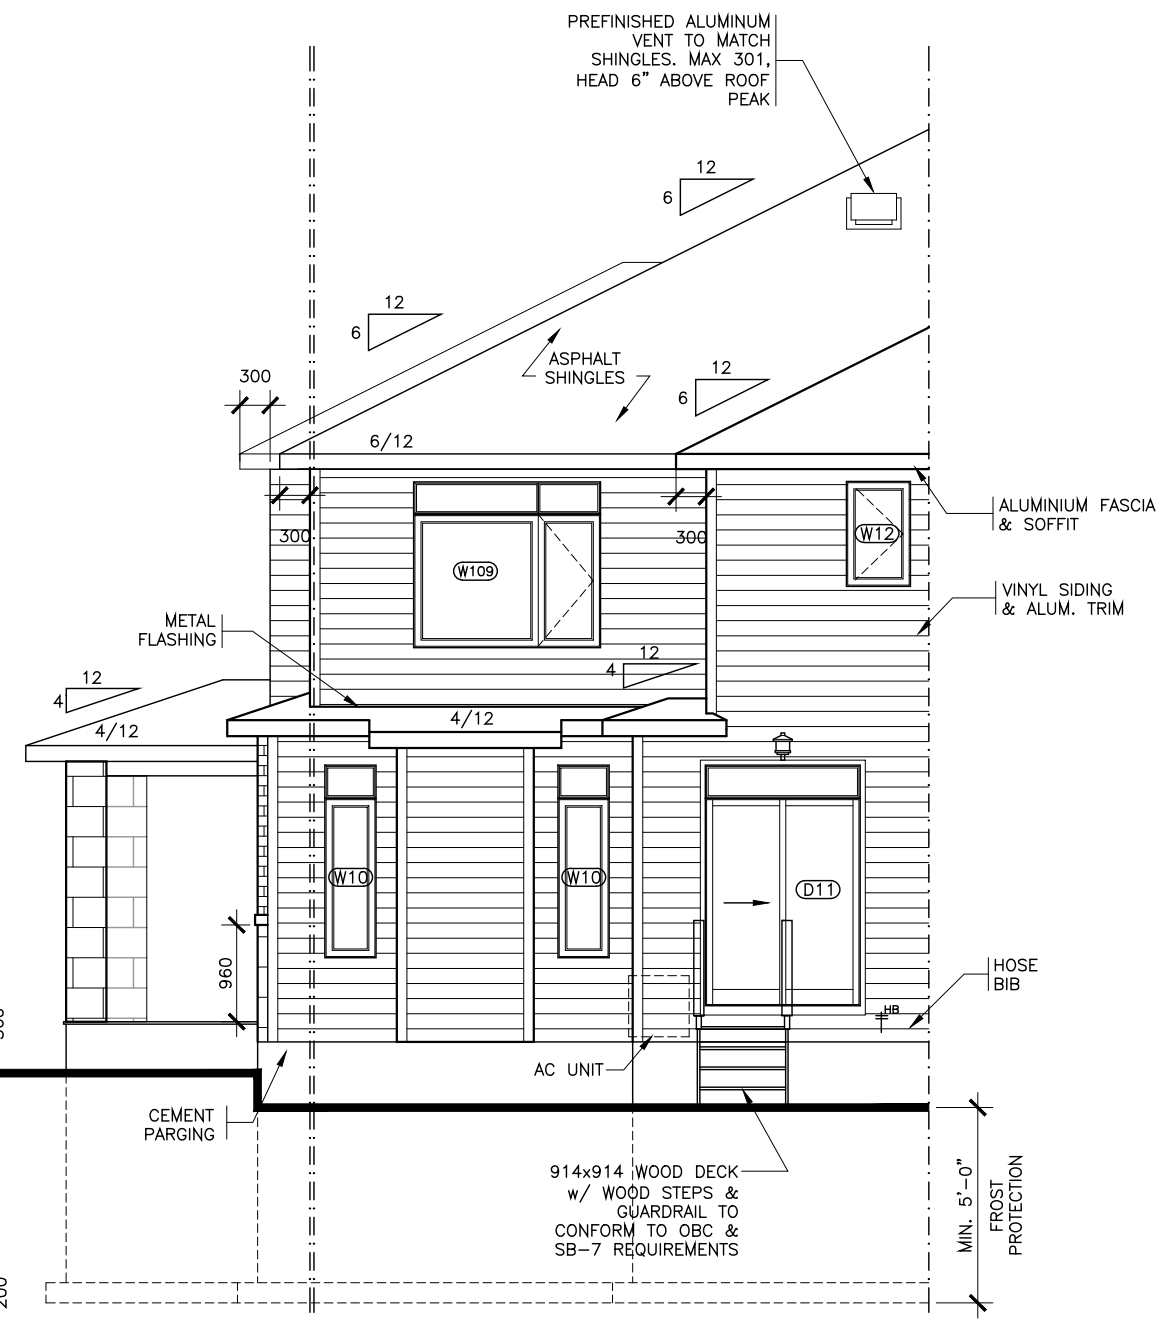 PREFINISHED ALUMINUM
VENT TO MATCH
SHINGLES. MAX 301,
HEAD 6" ABOVE ROOF
PEAK
12
6
12
6
ASPHALT
SHINGLES
12
6
300
6/12
300
300
W109
W12
ALUMINIUM FASCIA
& SOFFIT
VINYL SIDING
& ALUM. TRIM
METAL
FLASHING
12
4
12
4
4/12
4/12
W10
W10
D11
960
HOSE
BIB
HB
AC UNIT
CEMENT
PARGING
914x914 WOOD DECK
w/ WOOD STEPS &
GUARDRAIL TO
CONFORM TO OBC &
SB-7 REQUIREMENTS
MIN. 5'-0"
FROST
PROTECTION
200